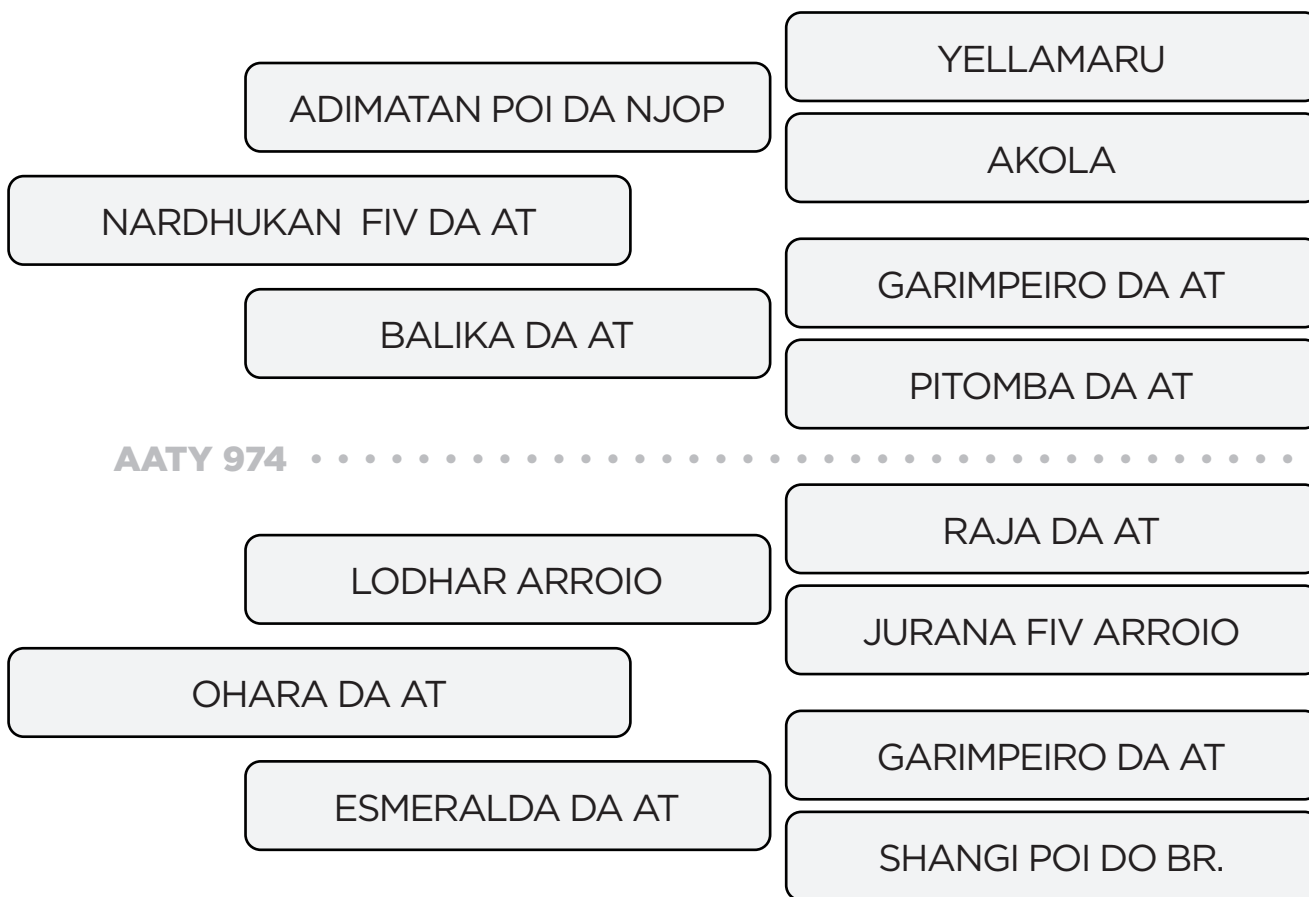 YELLAMARU
ADIMATAN POI DA NJOP
AKOLA
NARDHUKAN  FIV DA AT
GARIMPEIRO DA AT
BALIKA DA AT
PITOMBA DA AT
AATY 974
RAJA DA AT
LODHAR ARROIO
JURANA FIV ARROIO
OHARA DA AT
GARIMPEIRO DA AT
ESMERALDA DA AT
SHANGI POI DO BR.